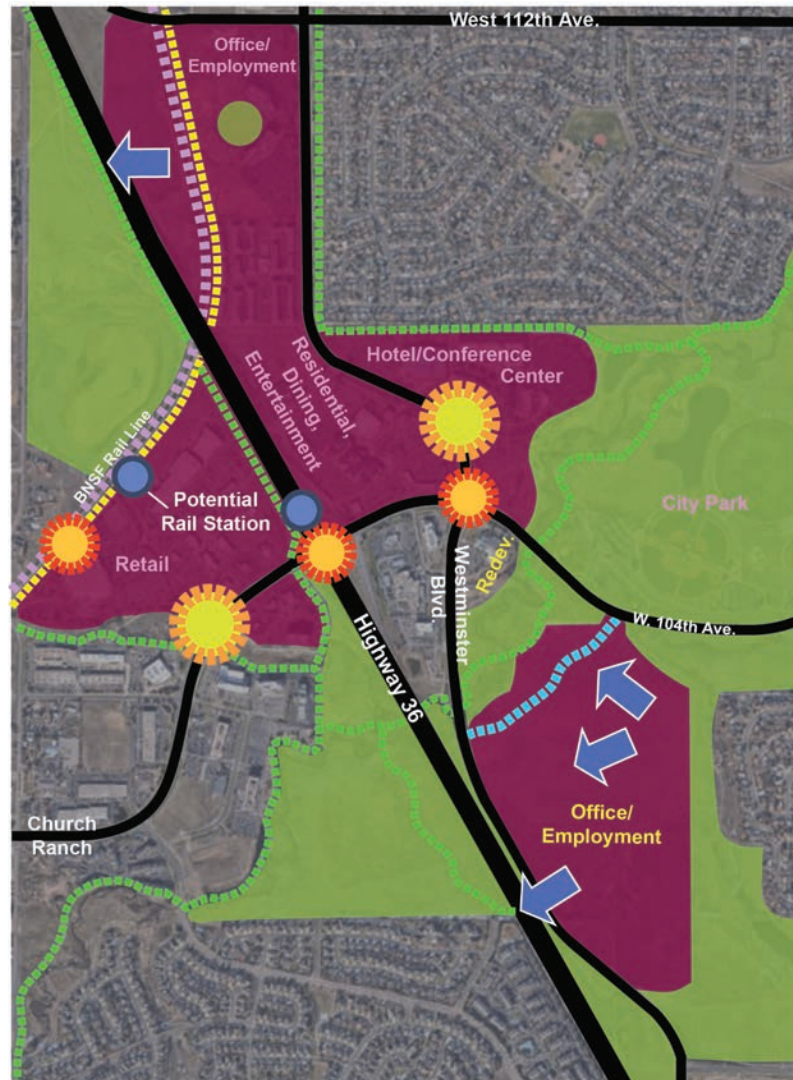 West 112th Ave.
Office/
Employment
Hotel/Conference
Center
Residential,
Dining,
Entertainment
BNSF Rail Line
Potential
Rail Station
City Park
Retail
Redev.
Westminster
Blvd.
W. 104th Ave.
Highway 36
Church
Ranch
Office/
Employment